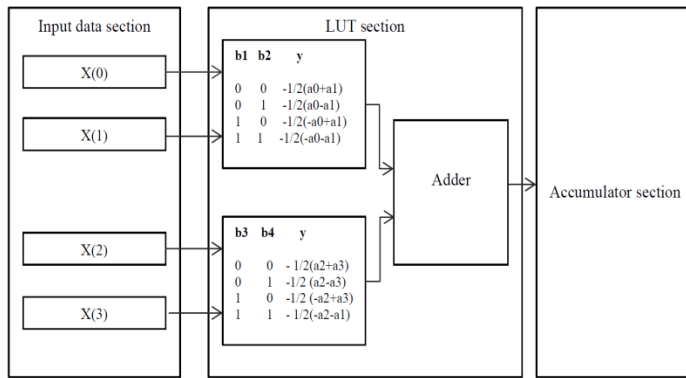 Input data section
LUT section
X(0)
X(1)
X(2)
X(3)
b1 b2 y
0 0 -1/2(a0+a1)
0 1 -1/2(a0-a1)
1 0 -1/2(-a0+a1)
1 1 -1/2(-a0-a1)
b3 b4 y
0 0 - 1/2(a2+a3)
0 1 -1/2 (a2-a3)
1 0 -1/2 (-a2+a3)
1 1 - 1/2(-a2-a1)
Adder
Accumulator section